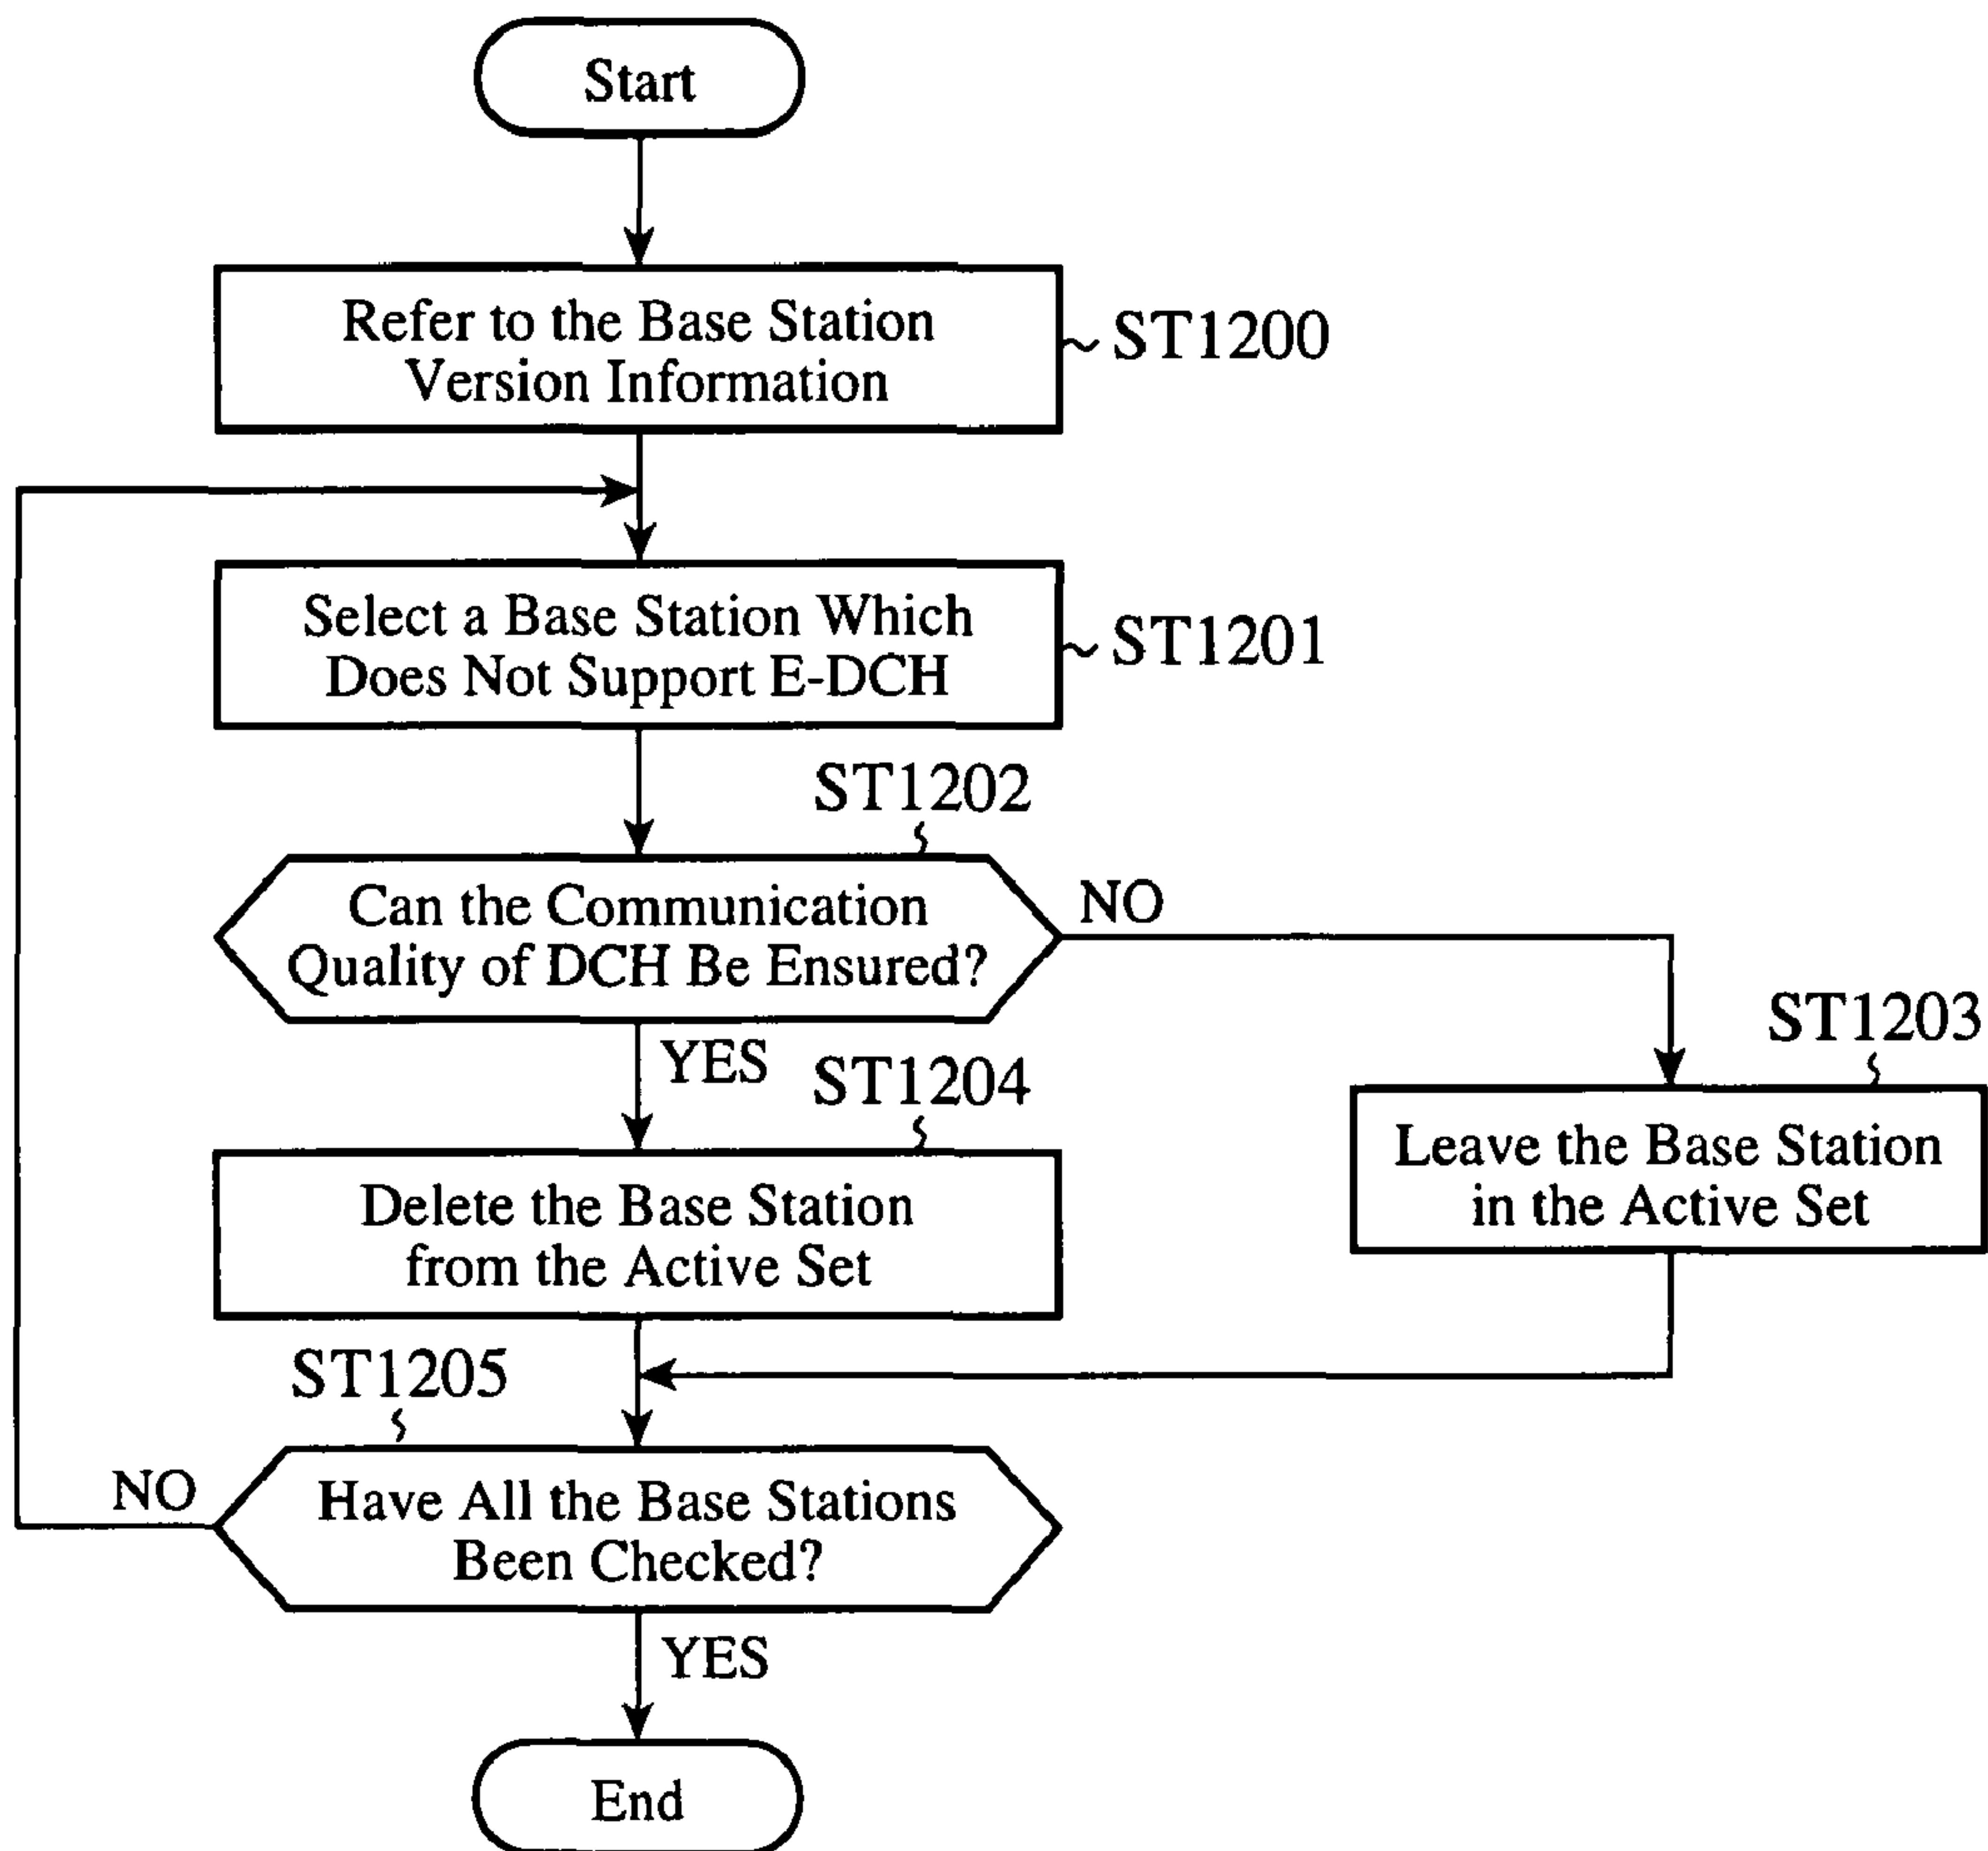 Start
Refer to the Base Station
Version Information
ST1200
Select a Base Station Which
Does Not Support E-DCH
ST1201
ST1202
Can the Communication
Quality of DCH Be Ensured?
NO
YES
ST1203
Leave the Base Station
in the Active Set
ST1204
Delete the Base Station
from the Active Set
ST1205
Have All the Base Stations
Been Checked?
NO
YES
End